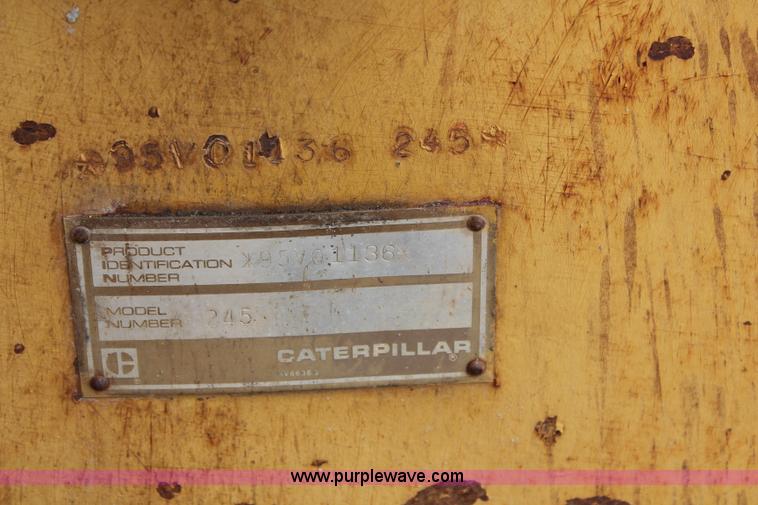 *95V01136 245*
PRODUCT
IDENTIFICATION *95V01136*
NUMBER
MODEL
NUMBER 245
CATERPILLAR®
www.purplewave.com